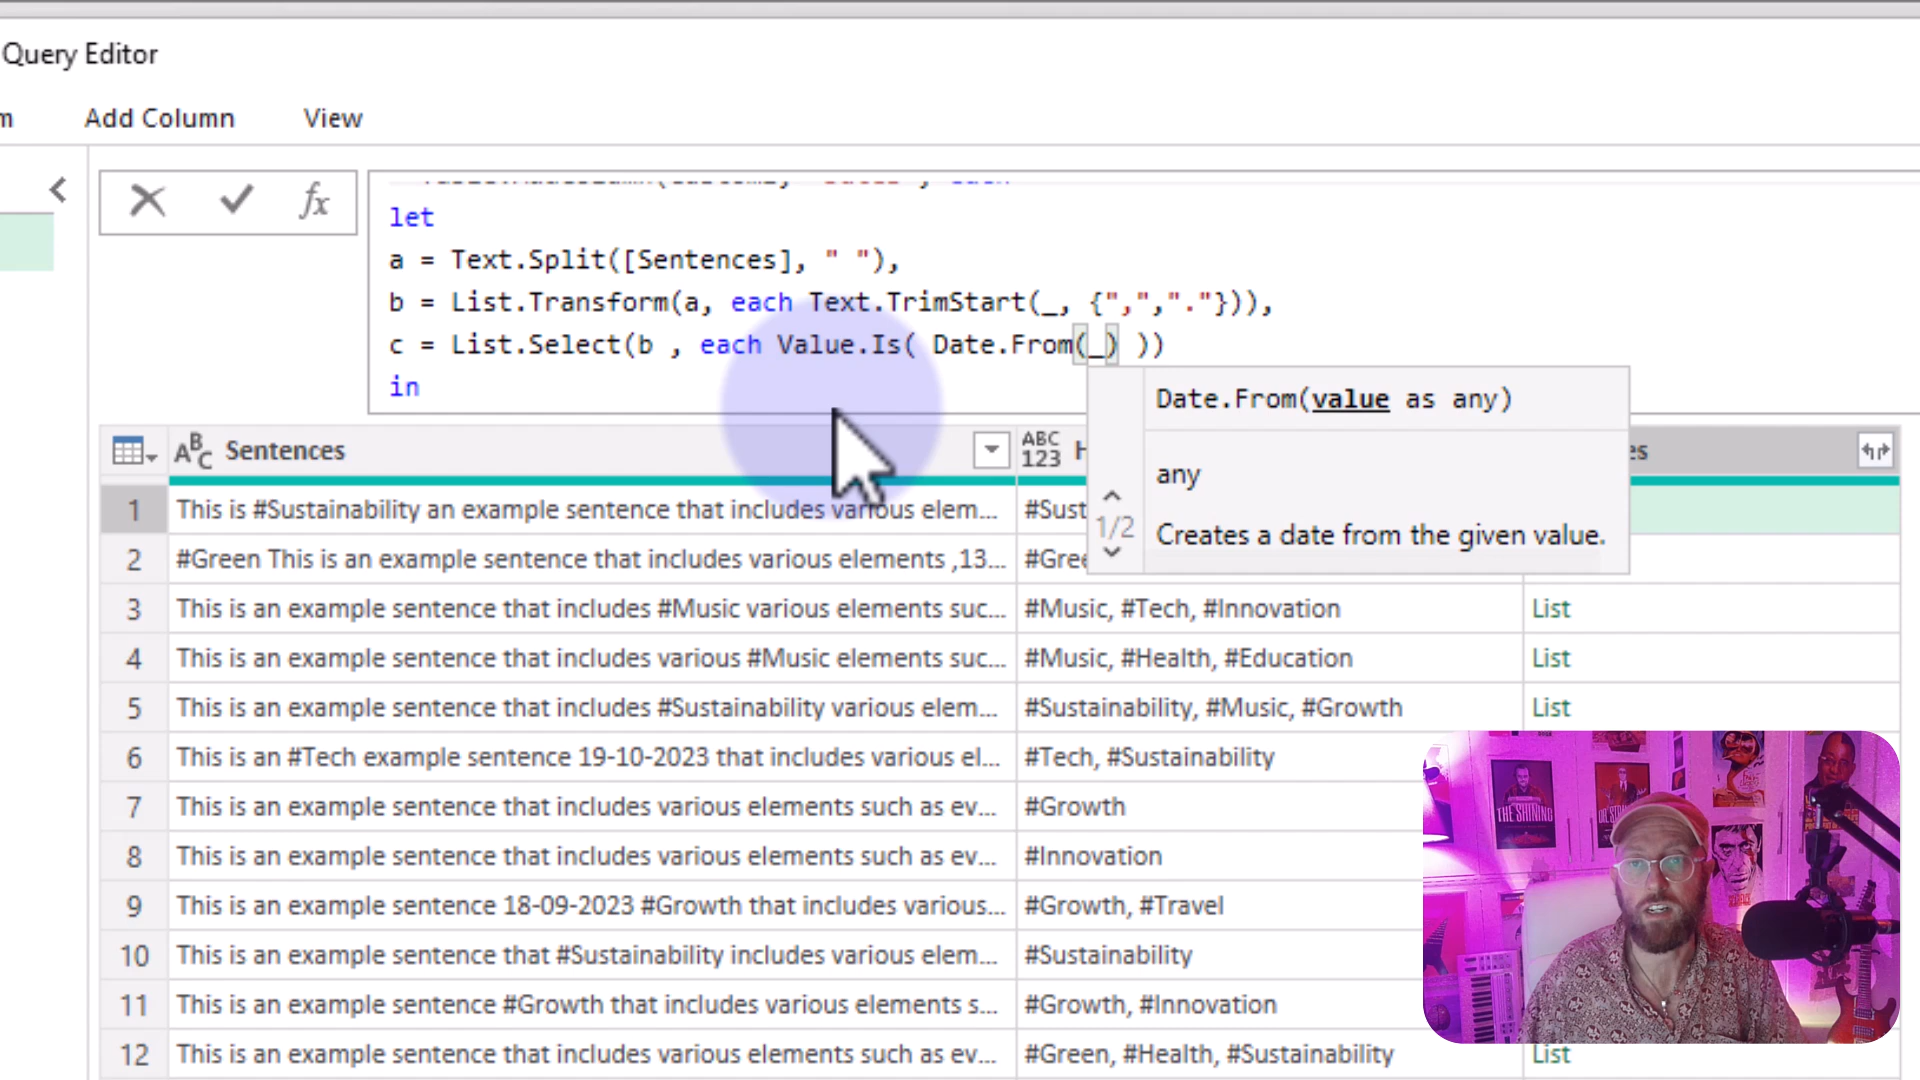 Query Editor
Add Column
View
fx
let
a = Text.Split([Sentences], " "),
b = List.Transform(a, each Text.TrimStart(_, {",","."})),
c = List.Select(b , each Value.Is( Date.From(_) ))
in
Date.From(value as any)
any
1/2
Creates a date from the given value.
ABC Sentences
ABC 123
1 This is #Sustainability an example sentence that includes various elem... #Sust
2 #Green This is an example sentence that includes various elements ,13... #Gree
3 This is an example sentence that includes #Music various elements suc... #Music, #Tech, #Innovation List
4 This is an example sentence that includes various #Music elements suc... #Music, #Health, #Education List
5 This is an example sentence that includes #Sustainability various elem... #Sustainability, #Music, #Growth List
6 This is an #Tech example sentence 19-10-2023 that includes various el... #Tech, #Sustainability
7 This is an example sentence that includes various elements such as ev... #Growth
8 This is an example sentence that includes various elements such as ev... #Innovation
9 This is an example sentence 18-09-2023 #Growth that includes various... #Growth, #Travel
10 This is an example sentence that #Sustainability includes various elem... #Sustainability
11 This is an example sentence #Growth that includes various elements s... #Growth, #Innovation
12 This is an example sentence that includes various elements such as ev... #Green, #Health, #Sustainability List
THE SHINING